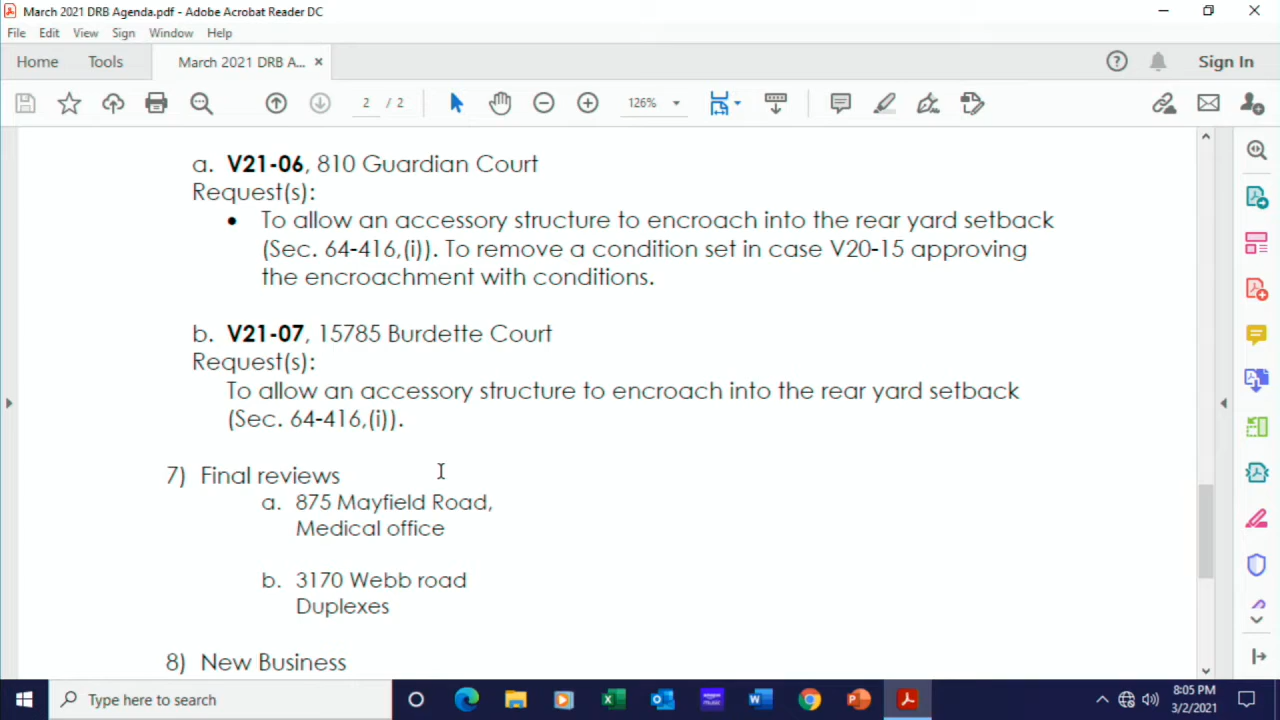 March 2021 DRB Agenda.pdf - Adobe Acrobat Reader DC
File Edit View Sign Window Help
Home Tools March 2021 DRB A... × ? Sign In
2 / 2 126%
a. V21-06, 810 Guardian Court
Request(s):
• To allow an accessory structure to encroach into the rear yard setback
(Sec. 64-416,(i)). To remove a condition set in case V20-15 approving
the encroachment with conditions.
b. V21-07, 15785 Burdette Court
Request(s):
To allow an accessory structure to encroach into the rear yard setback
(Sec. 64-416,(i)).
7) Final reviews
a. 875 Mayfield Road,
Medical office
b. 3170 Webb road
Duplexes
8) New Business
Type here to search
8:05 PM
3/2/2021